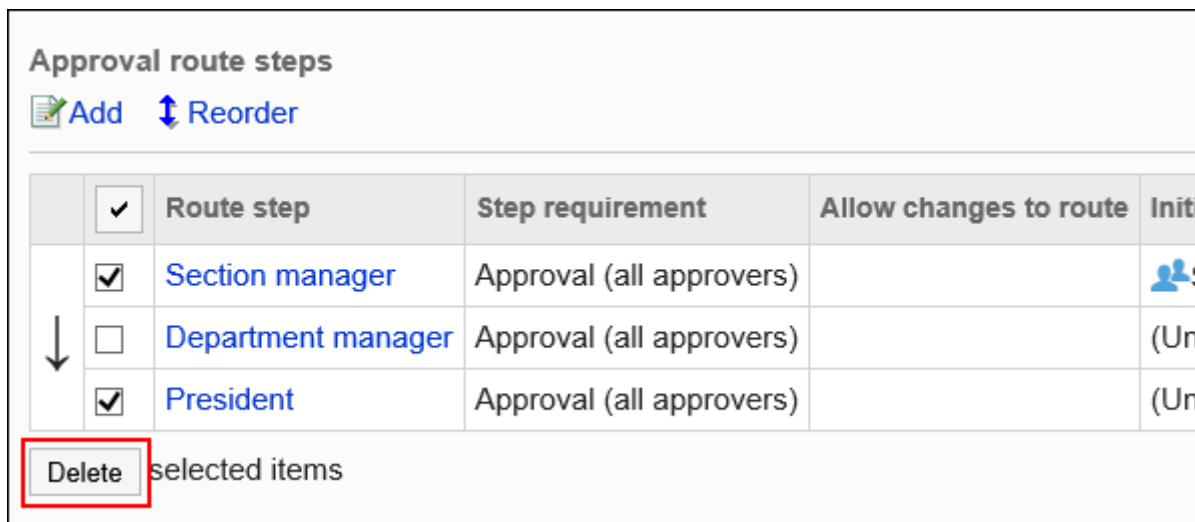 Approval route steps
Add Reorder
Route step Step requirement Allow changes to route
Section manager Approval (all approvers)
Department manager Approval (all approvers)
President Approval (all approvers)
Delete selected items